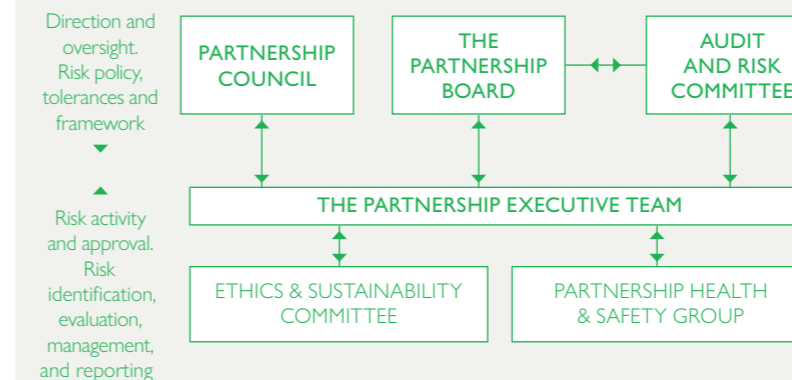 Direction and
oversight.
Risk policy,
tolerances and
framework
PARTNERSHIP
COUNCIL
THE
PARTNERSHIP
BOARD
AUDIT
AND RISK
COMMITTEE
THE PARTNERSHIP EXECUTIVE TEAM
Risk activity
and approval.
Risk
identification,
evaluation,
management,
and reporting
ETHICS & SUSTAINABILITY
COMMITTEE
PARTNERSHIP HEALTH
& SAFETY GROUP